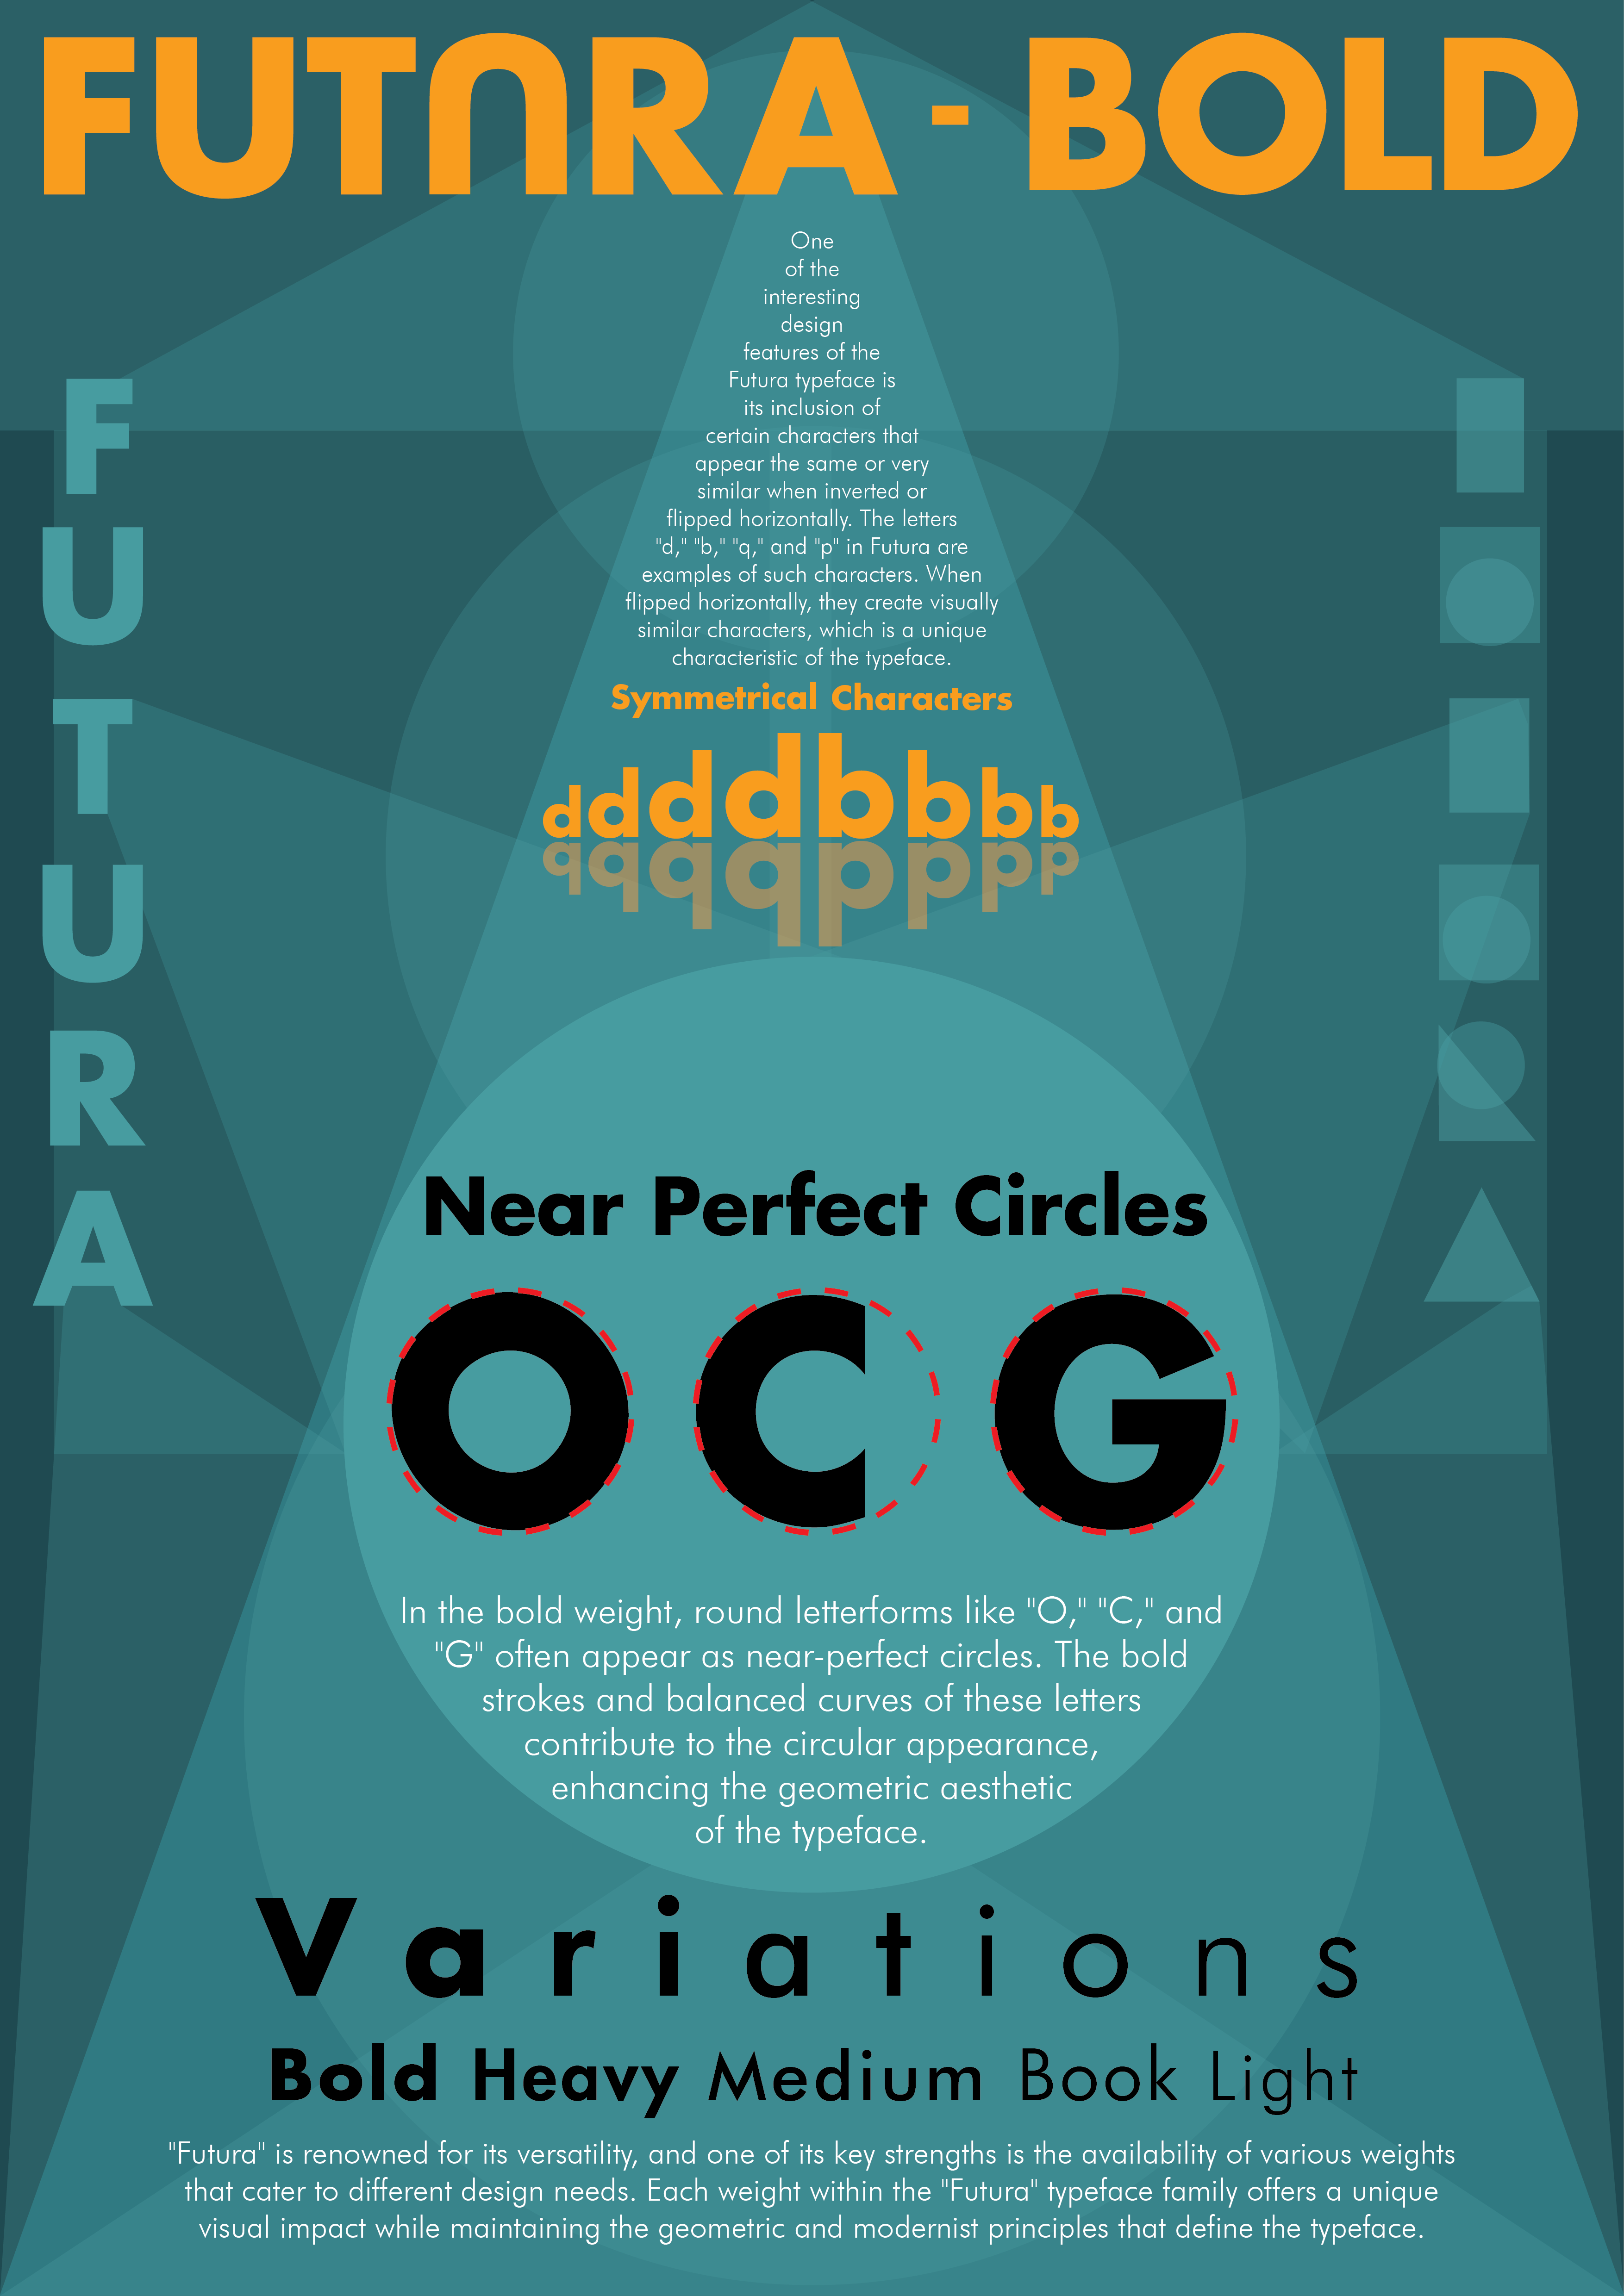 FUTURA - BOLD
One
of the
interesting
design
features of the
Futura typeface is
its inclusion of
certain characters that
appear the same or very
similar when inverted or
flipped horizontally. The letters
"d," "b," "q," and "p" in Futura are
examples of such characters. When
flipped horizontally, they create visually
similar characters, which is a unique
characteristic of the typeface.
Symmetrical Characters
ddddbbbb
qqqqpppp
F
U
T
U
R
A
Near Perfect Circles
O C G
In the bold weight, round letterforms like "O," "C," and
"G" often appear as near-perfect circles. The bold
strokes and balanced curves of these letters
contribute to the circular appearance,
enhancing the geometric aesthetic
of the typeface.
Variations
Bold Heavy Medium Book Light
"Futura" is renowned for its versatility, and one of its key strengths is the availability of various weights
that cater to different design needs. Each weight within the "Futura" typeface family offers a unique
visual impact while maintaining the geometric and modernist principles that define the typeface.